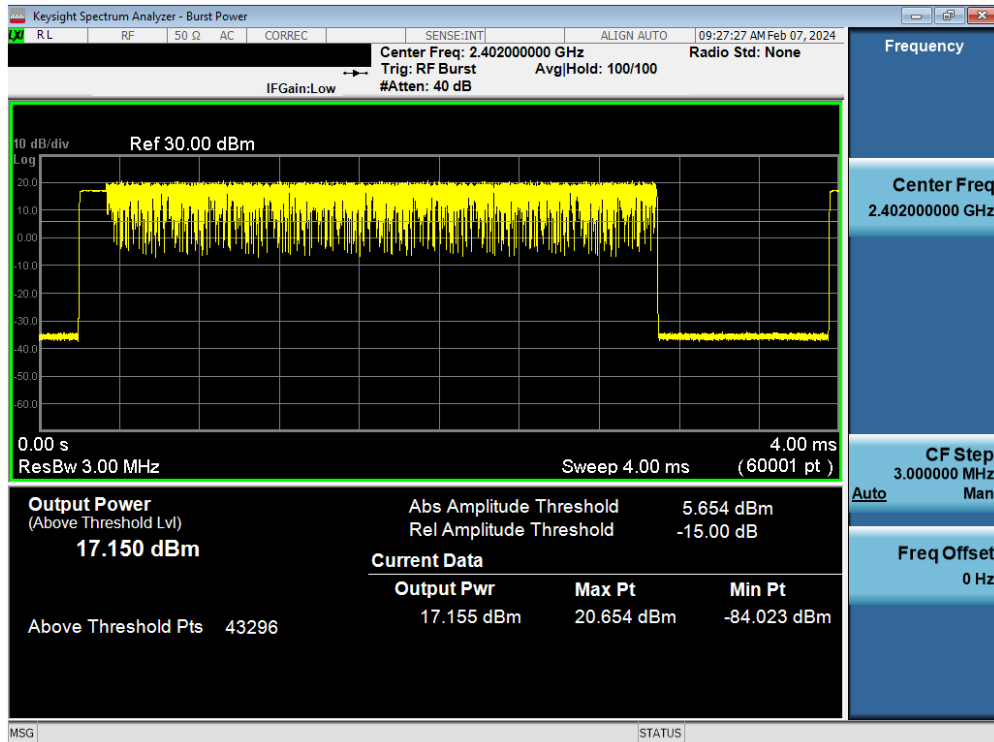 Keysight Spectrum Analyzer - Burst Power
LXI RL RF 50 Ω AC CORREC SENSE:INT ALIGN AUTO 09:27:27 AM Feb 07, 2024
Center Freq: 2.402000000 GHz Radio Std: None
Trig: RF Burst Avg|Hold: 100/100
IFGain:Low #Atten: 40 dB
Frequency
10 dB/div Ref 30.00 dBm
Log
20.0
10.0
0.00
-10.0
-20.0
-30.0
-40.0
-50.0
-60.0
0.00 s 4.00 ms
ResBw 3.00 MHz Sweep 4.00 ms (60001 pt)
Center Freq
2.402000000 GHz
CF Step
3.000000 MHz
Auto Man
Freq Offset
0 Hz
Output Power
(Above Threshold Lvl)
17.150 dBm
Above Threshold Pts 43296
Abs Amplitude Threshold 5.654 dBm
Rel Amplitude Threshold -15.00 dB
Current Data
Output Pwr Max Pt Min Pt
17.155 dBm 20.654 dBm -84.023 dBm
MSG STATUS